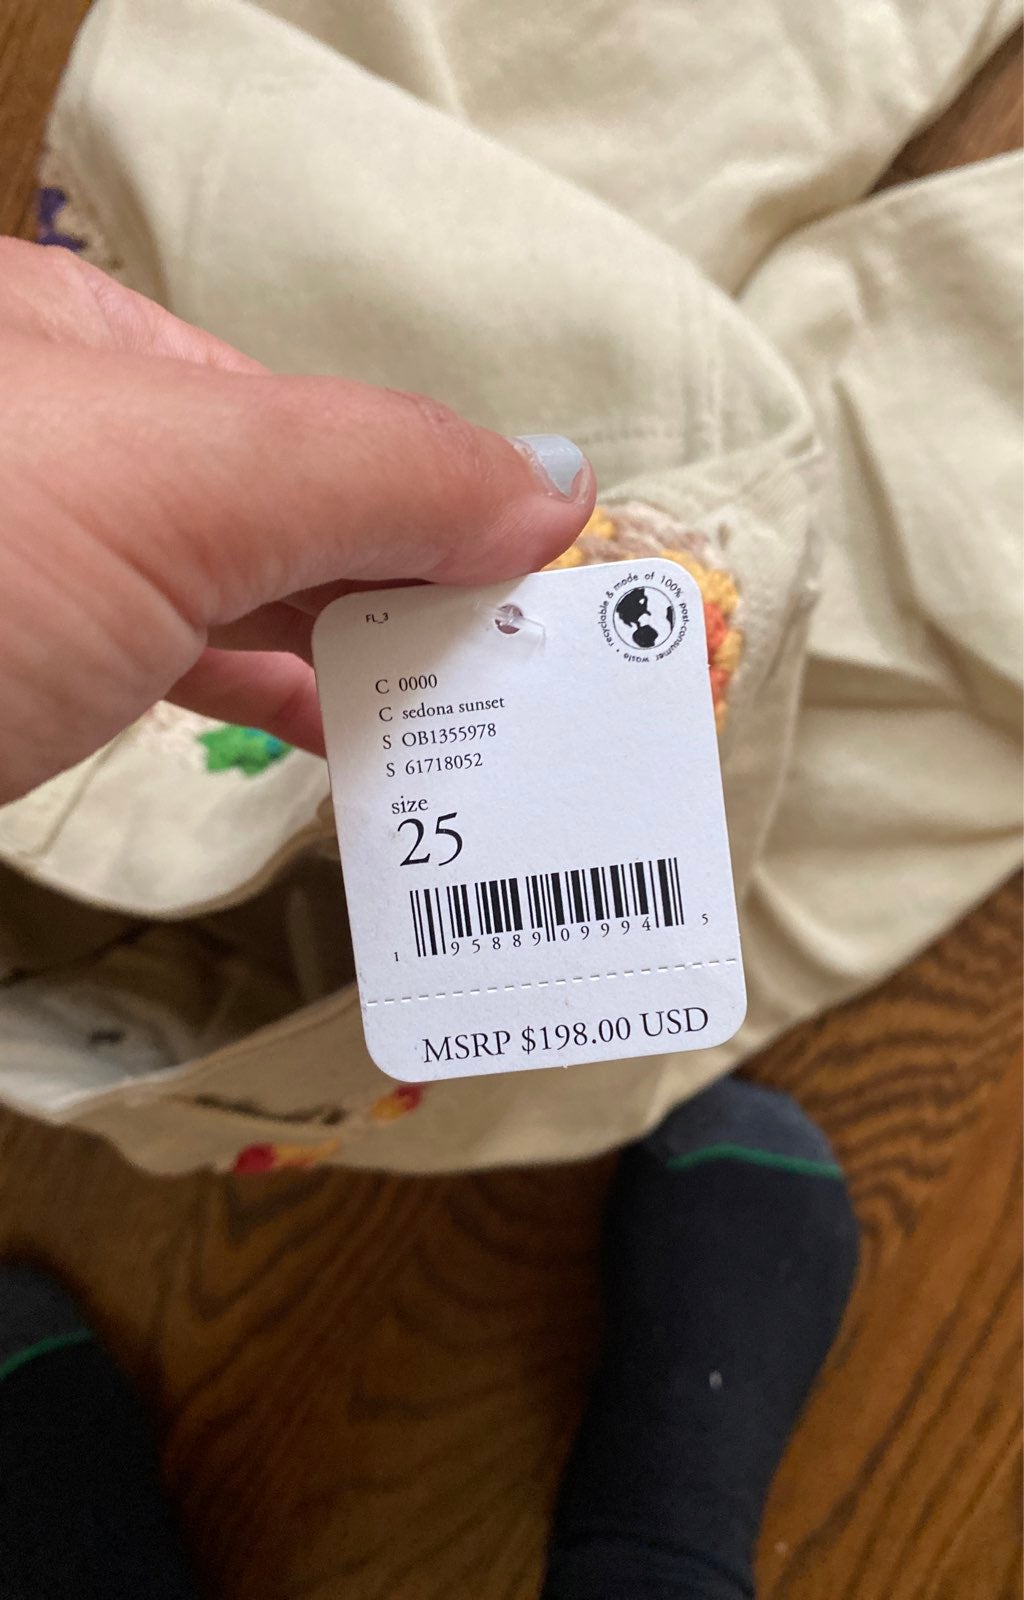 FL_3
recyclable & made of 100% post-consumer waste •
C 0000
C sedona sunset
S OB1355978
S 61718052
size
25
1 95889 09994 5
MSRP $198.00 USD